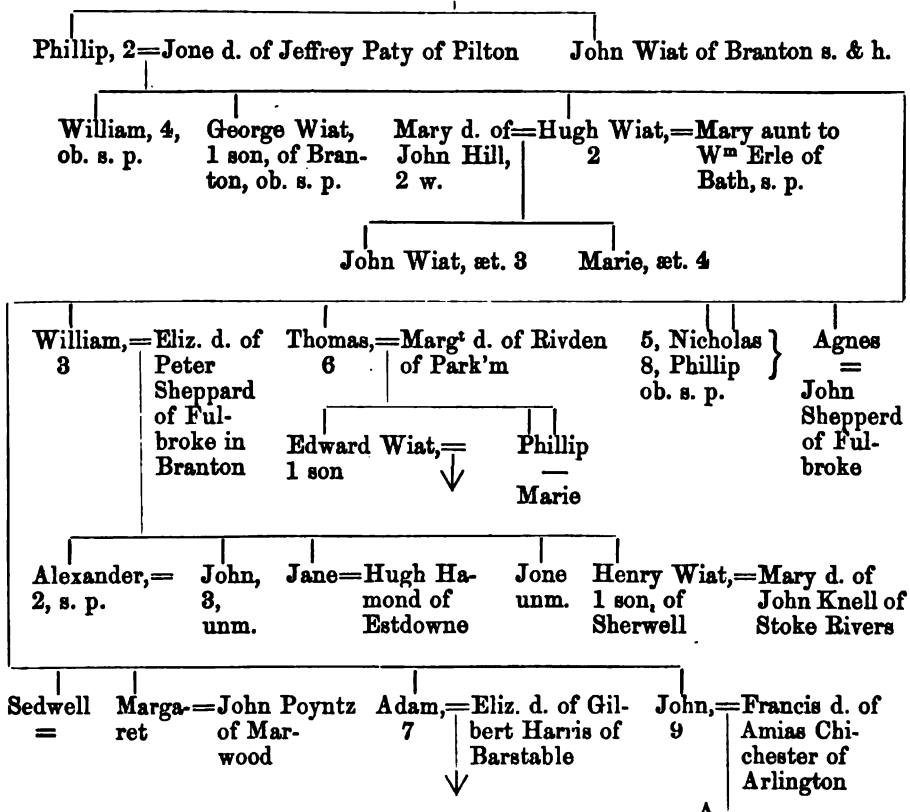 Phillip, 2=Jone d. of Jeffrey Paty of Pilton
John Wiat of Branton s. & h.
William, 4,
ob. s. p.
George Wiat,
1 son, of Bran-
ton, ob. s. p.
Mary d. of=Hugh Wiat,=Mary aunt to
John Hill,
2 w.
2
Wᵐ Erle of
Bath, s. p.
John Wiat, æt. 3
Marie, æt. 4
William,=Eliz. d. of
3
Peter
Sheppard
of Ful-
broke in
Branton
Thomas,=Margᵗ d. of Rivden
6
of Park'm
5, Nicholas
8, Phillip
ob. s. p.
}
Agnes
=
John
Shepperd
of Ful-
broke
Edward Wiat,=
1 son
Phillip
—
Marie
Alexander,=
2, s. p.
John,
3,
unm.
Jane=Hugh Ha-
mond of
Estdowne
Jone
unm.
Henry Wiat,=Mary d. of
1 son, of
Sherwell
John Knell of
Stoke Rivers
Sedwell
=
Marga-=John Poyntz
ret
of Mar-
wood
Adam,=Eliz. d. of Gil-
7
bert Harris of
Barstable
John,=Francis d. of
9
Amias Chi-
chester of
Arlington